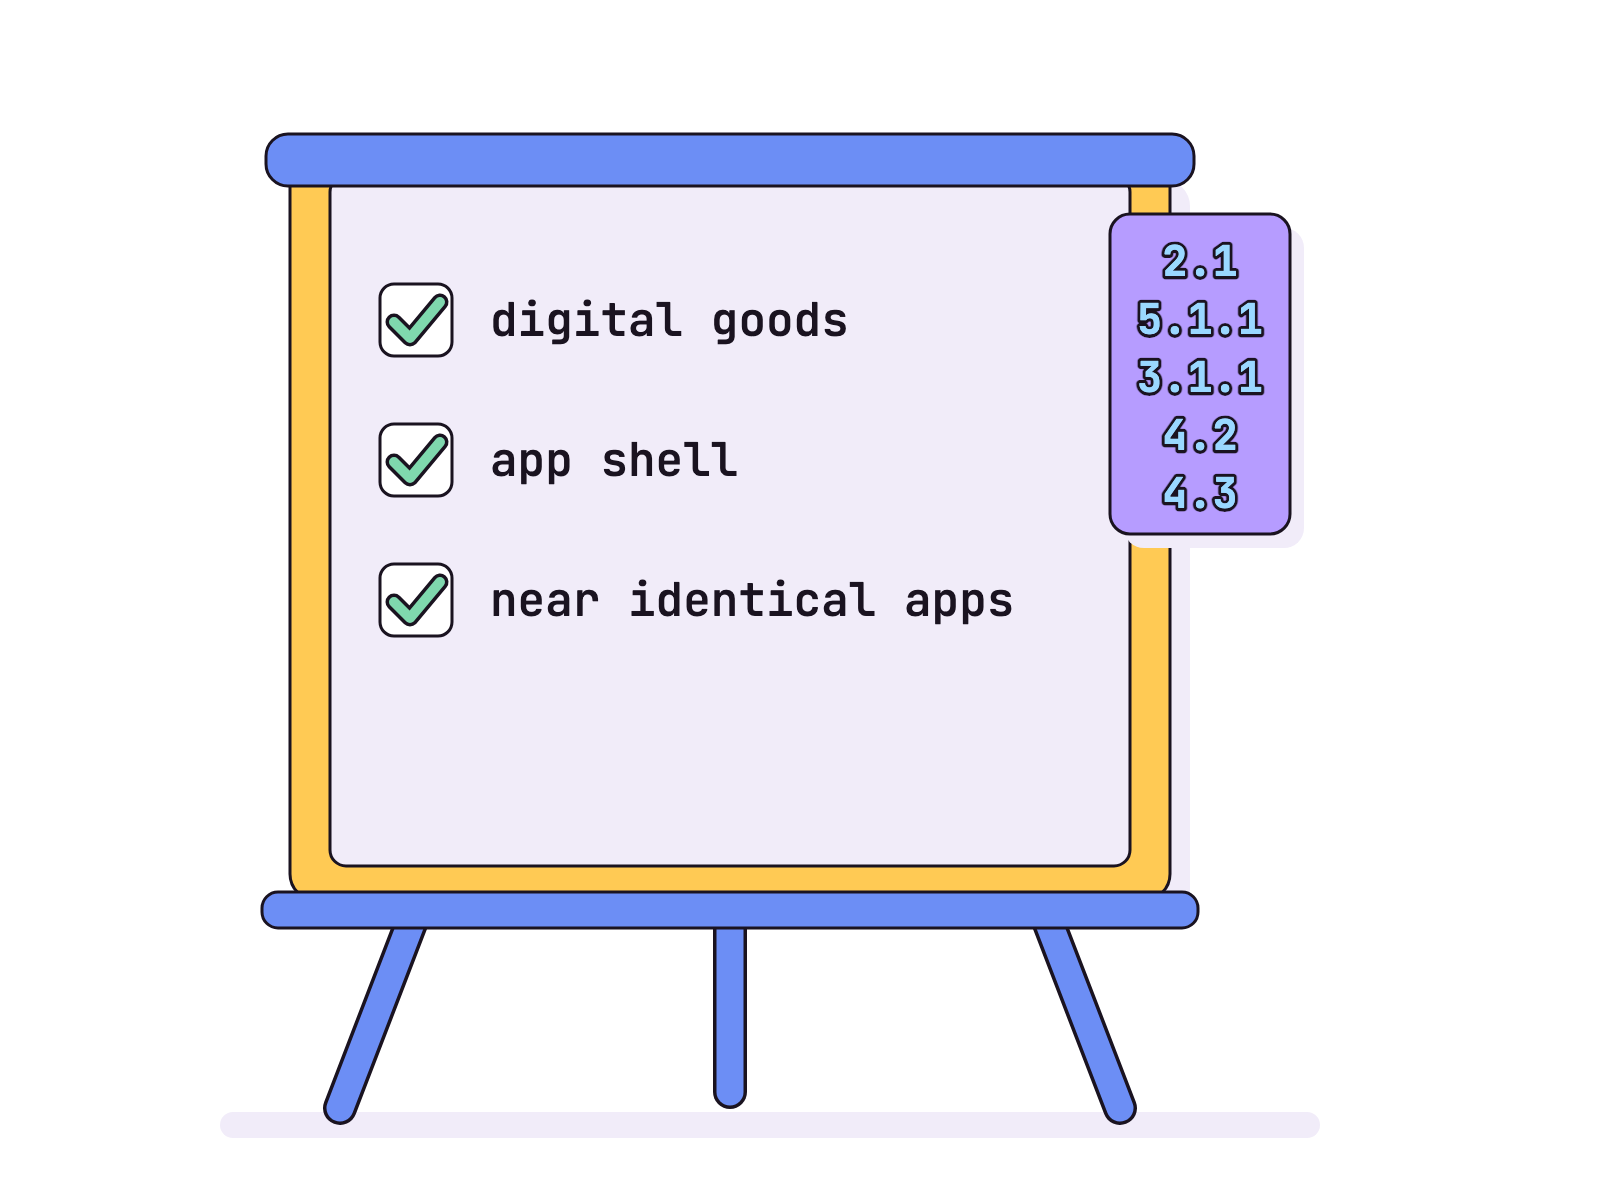 digital goods
app shell
near identical apps
2.1
5.1.1
3.1.1
4.2
4.3